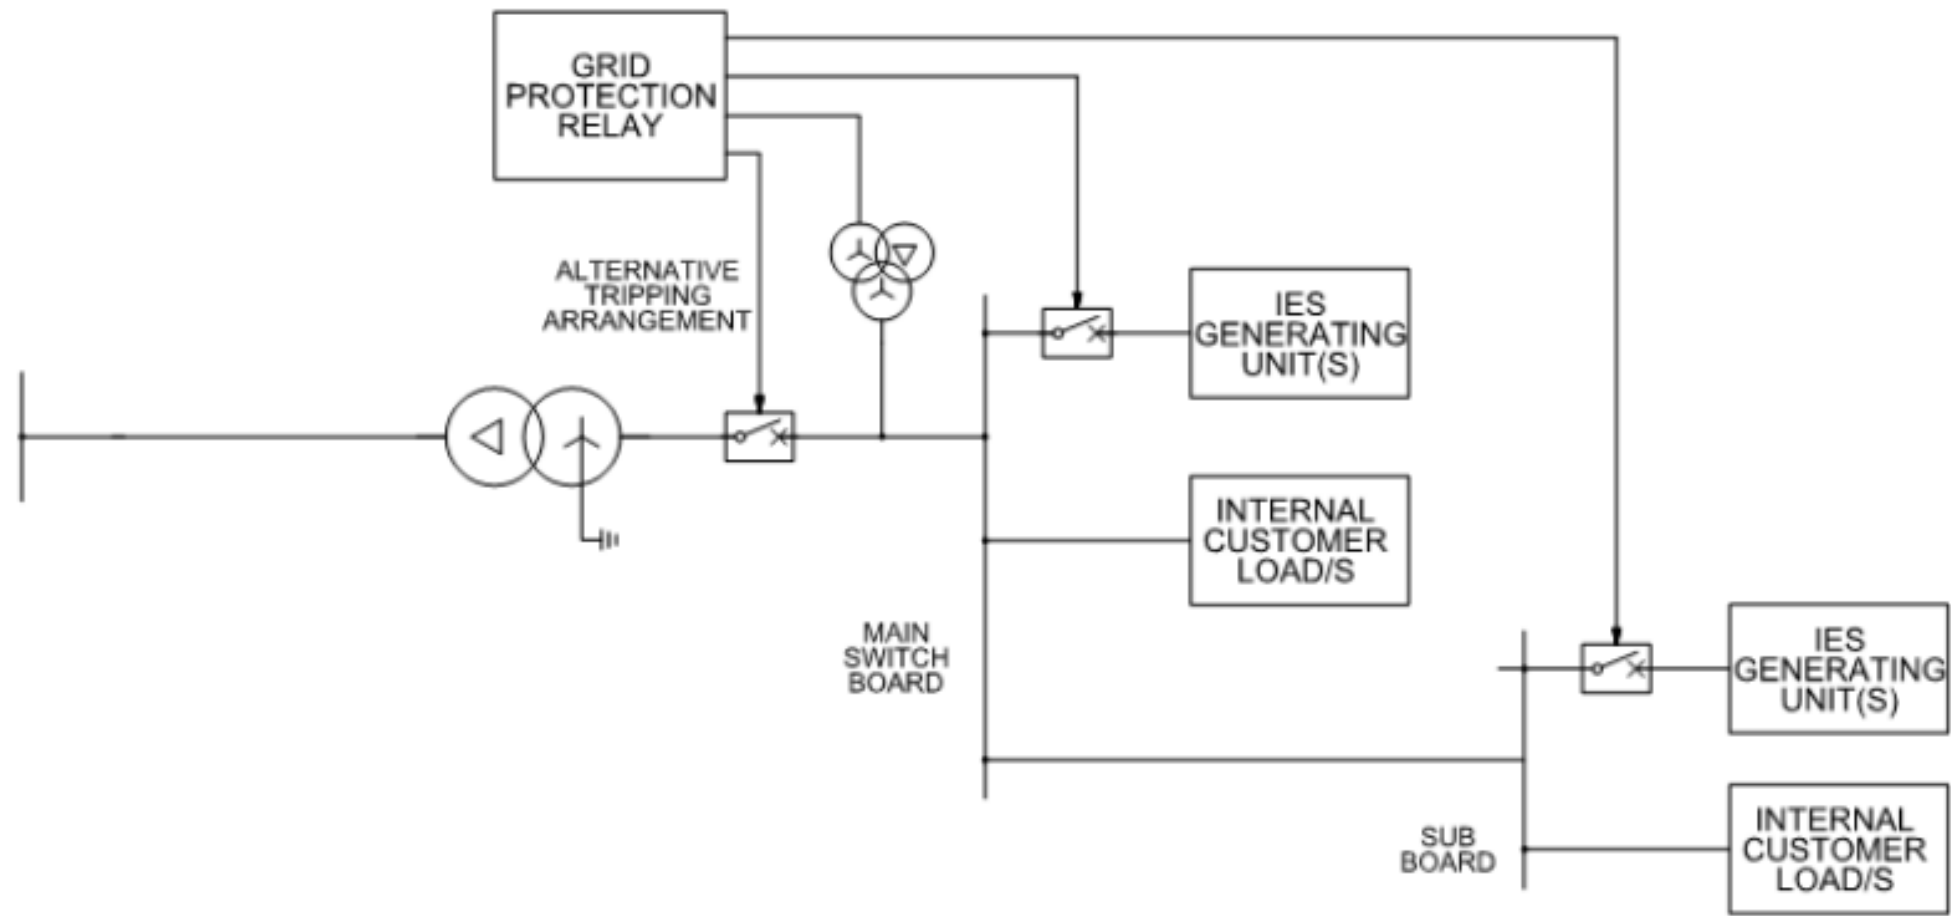 GRID
PROTECTION
RELAY
ALTERNATIVE
TRIPPING
ARRANGEMENT
IES
GENERATING
UNIT(S)
INTERNAL
CUSTOMER
LOAD/S
MAIN
SWITCH
BOARD
IES
GENERATING
UNIT(S)
SUB
BOARD
INTERNAL
CUSTOMER
LOAD/S